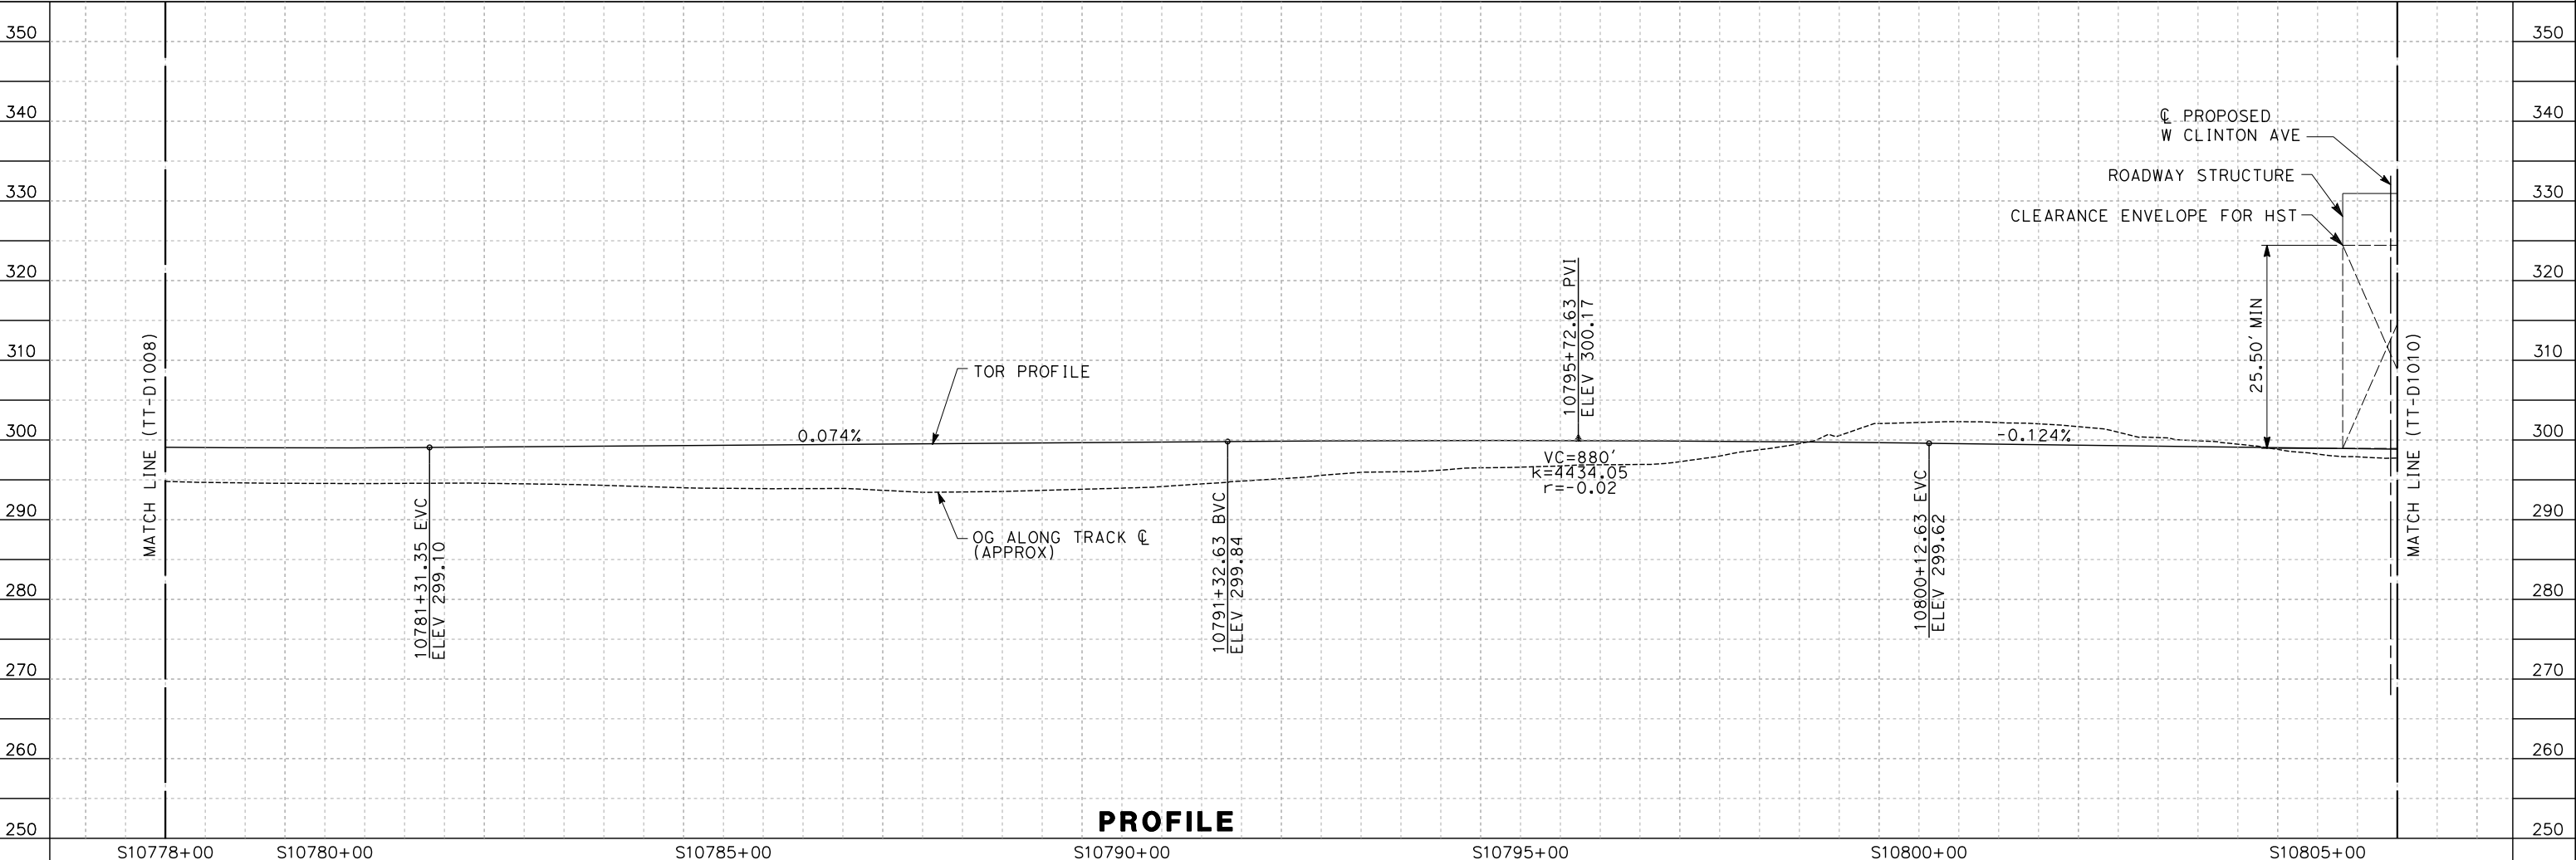 350
340
330
320
310
300
290
280
270
260
250
350
340
330
320
310
300
290
280
270
260
250
MATCH LINE (TT-D1008)
MATCH LINE (TT-D1010)
℄ PROPOSED
W CLINTON AVE
ROADWAY STRUCTURE
CLEARANCE ENVELOPE FOR HST
25.50' MIN
10795+72.63 PVI
ELEV 300.17
TOR PROFILE
0.074%
-0.124%
VC=880'
K=4434.05
r=-0.02
OG ALONG TRACK ℄
(APPROX)
10781+31.35 EVC
ELEV 299.10
10791+32.63 BVC
ELEV 299.84
10800+12.63 EVC
ELEV 299.62
PROFILE
S10778+00
S10780+00
S10785+00
S10790+00
S10795+00
S10800+00
S10805+00